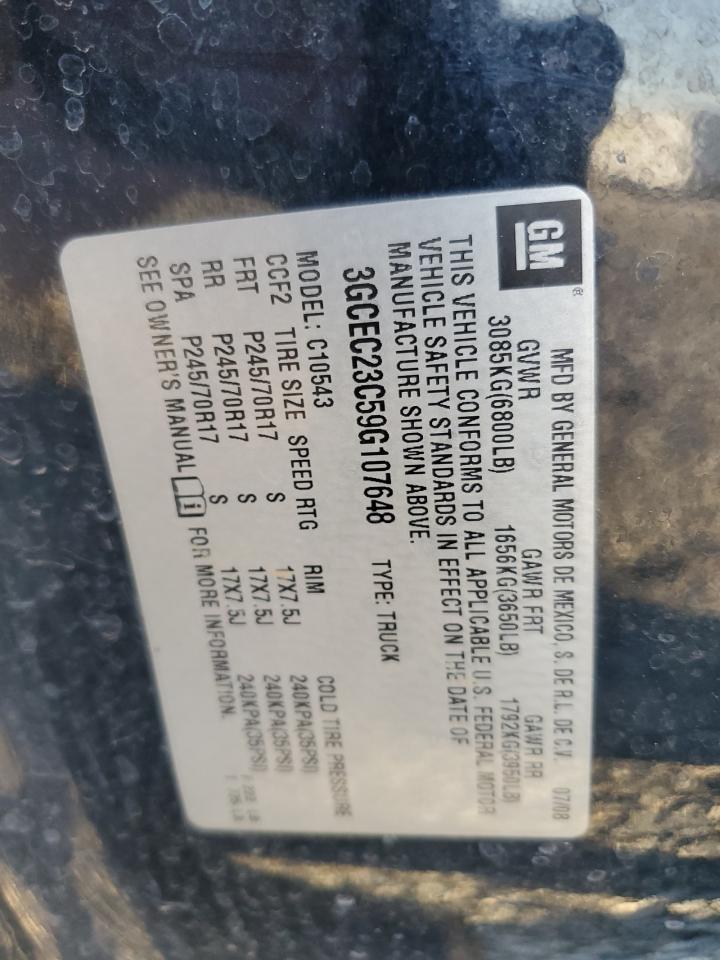 GM ®
MFD BY GENERAL MOTORS DE MEXICO, S. DE R.L. DE C.V. 07/08
GVWR GAWR FRT GAWR RR
3085KG(6800LB) 1656KG(3650LB) 1792KG(3950LB)
THIS VEHICLE CONFORMS TO ALL APPLICABLE U.S. FEDERAL MOTOR
VEHICLE SAFETY STANDARDS IN EFFECT ON THE DATE OF
MANUFACTURE SHOWN ABOVE.
3GCEC23C59G107648 TYPE: TRUCK
MODEL: C10543
CCF2 TIRE SIZE SPEED RTG RIM COLD TIRE PRESSURE
FRT P245/70R17 S 17X7.5J 240KPA(35PSI)
RR P245/70R17 S 17X7.5J 240KPA(35PSI)
SPA P245/70R17 S 17X7.5J 240KPA(35PSI)
SEE OWNER'S MANUAL FOR MORE INFORMATION.